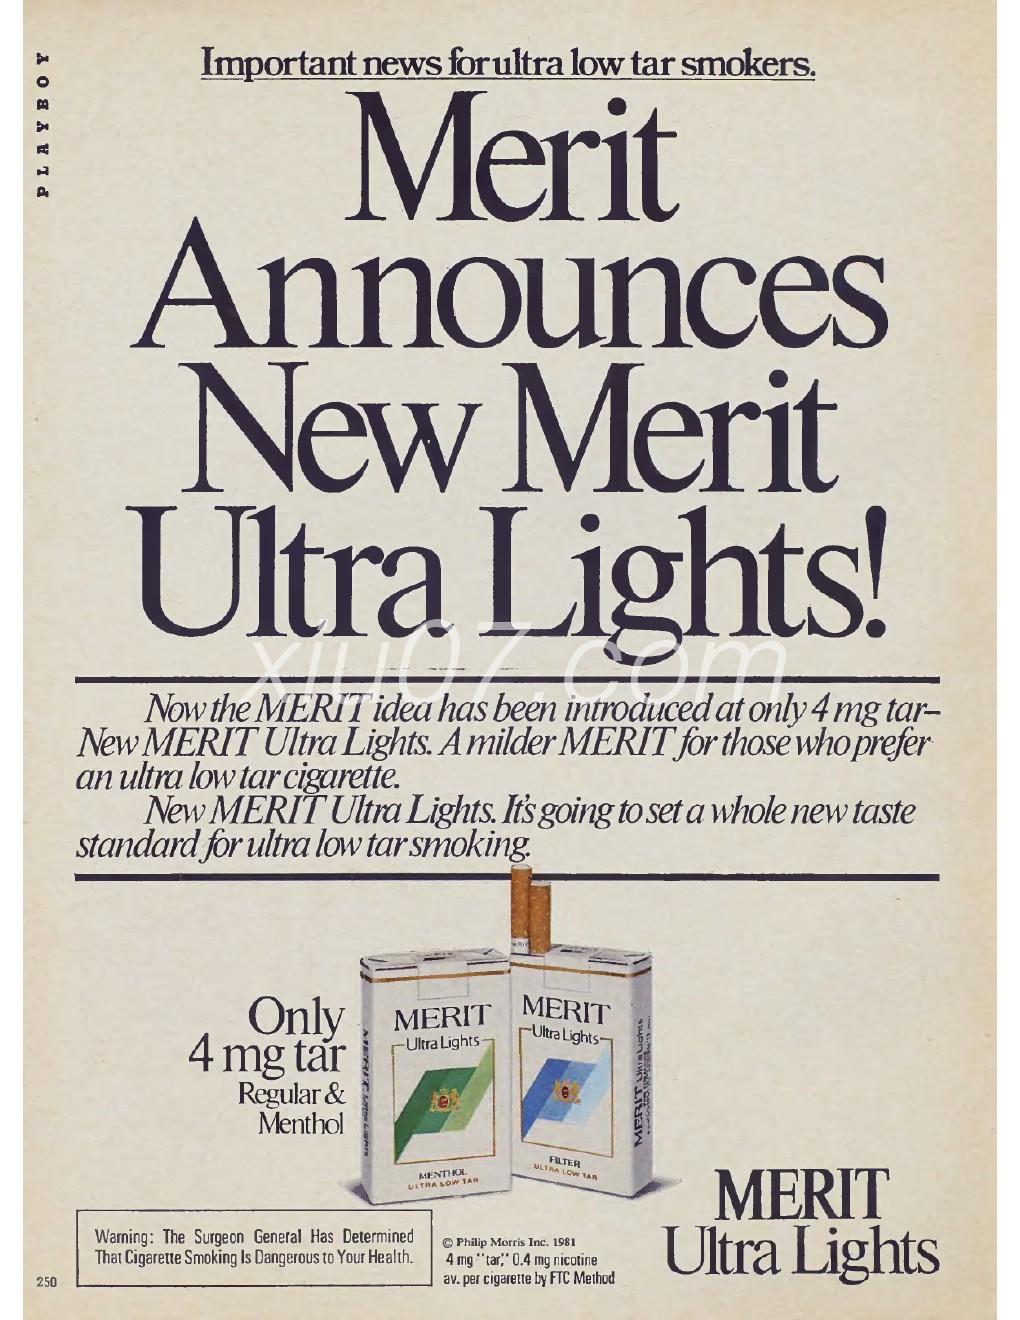 PLAYBOY
Important news for ultra low tar smokers.
Merit
Announces
New Merit
Ultra Lights!
xiu07.com
Now the MERIT idea has been introduced at only 4 mg tar–
New MERIT Ultra Lights. A milder MERIT for those who prefer
an ultra low tar cigarette.
New MERIT Ultra Lights. It's going to set a whole new taste
standard for ultra low tar smoking.
Only
4 mg tar
Regular &
Menthol
MERIT Ultra Lights
MERIT
Ultra Lights
MENTHOL
ULTRA LOW TAR
MERIT
Ultra Lights
FILTER
ULTRA LOW TAR
MERIT Ultra Lights
MERIT
Ultra Lights
Warning: The Surgeon General Has Determined
That Cigarette Smoking Is Dangerous to Your Health.
© Philip Morris Inc. 1981
4 mg "tar," 0.4 mg nicotine
av. per cigarette by FTC Method
250